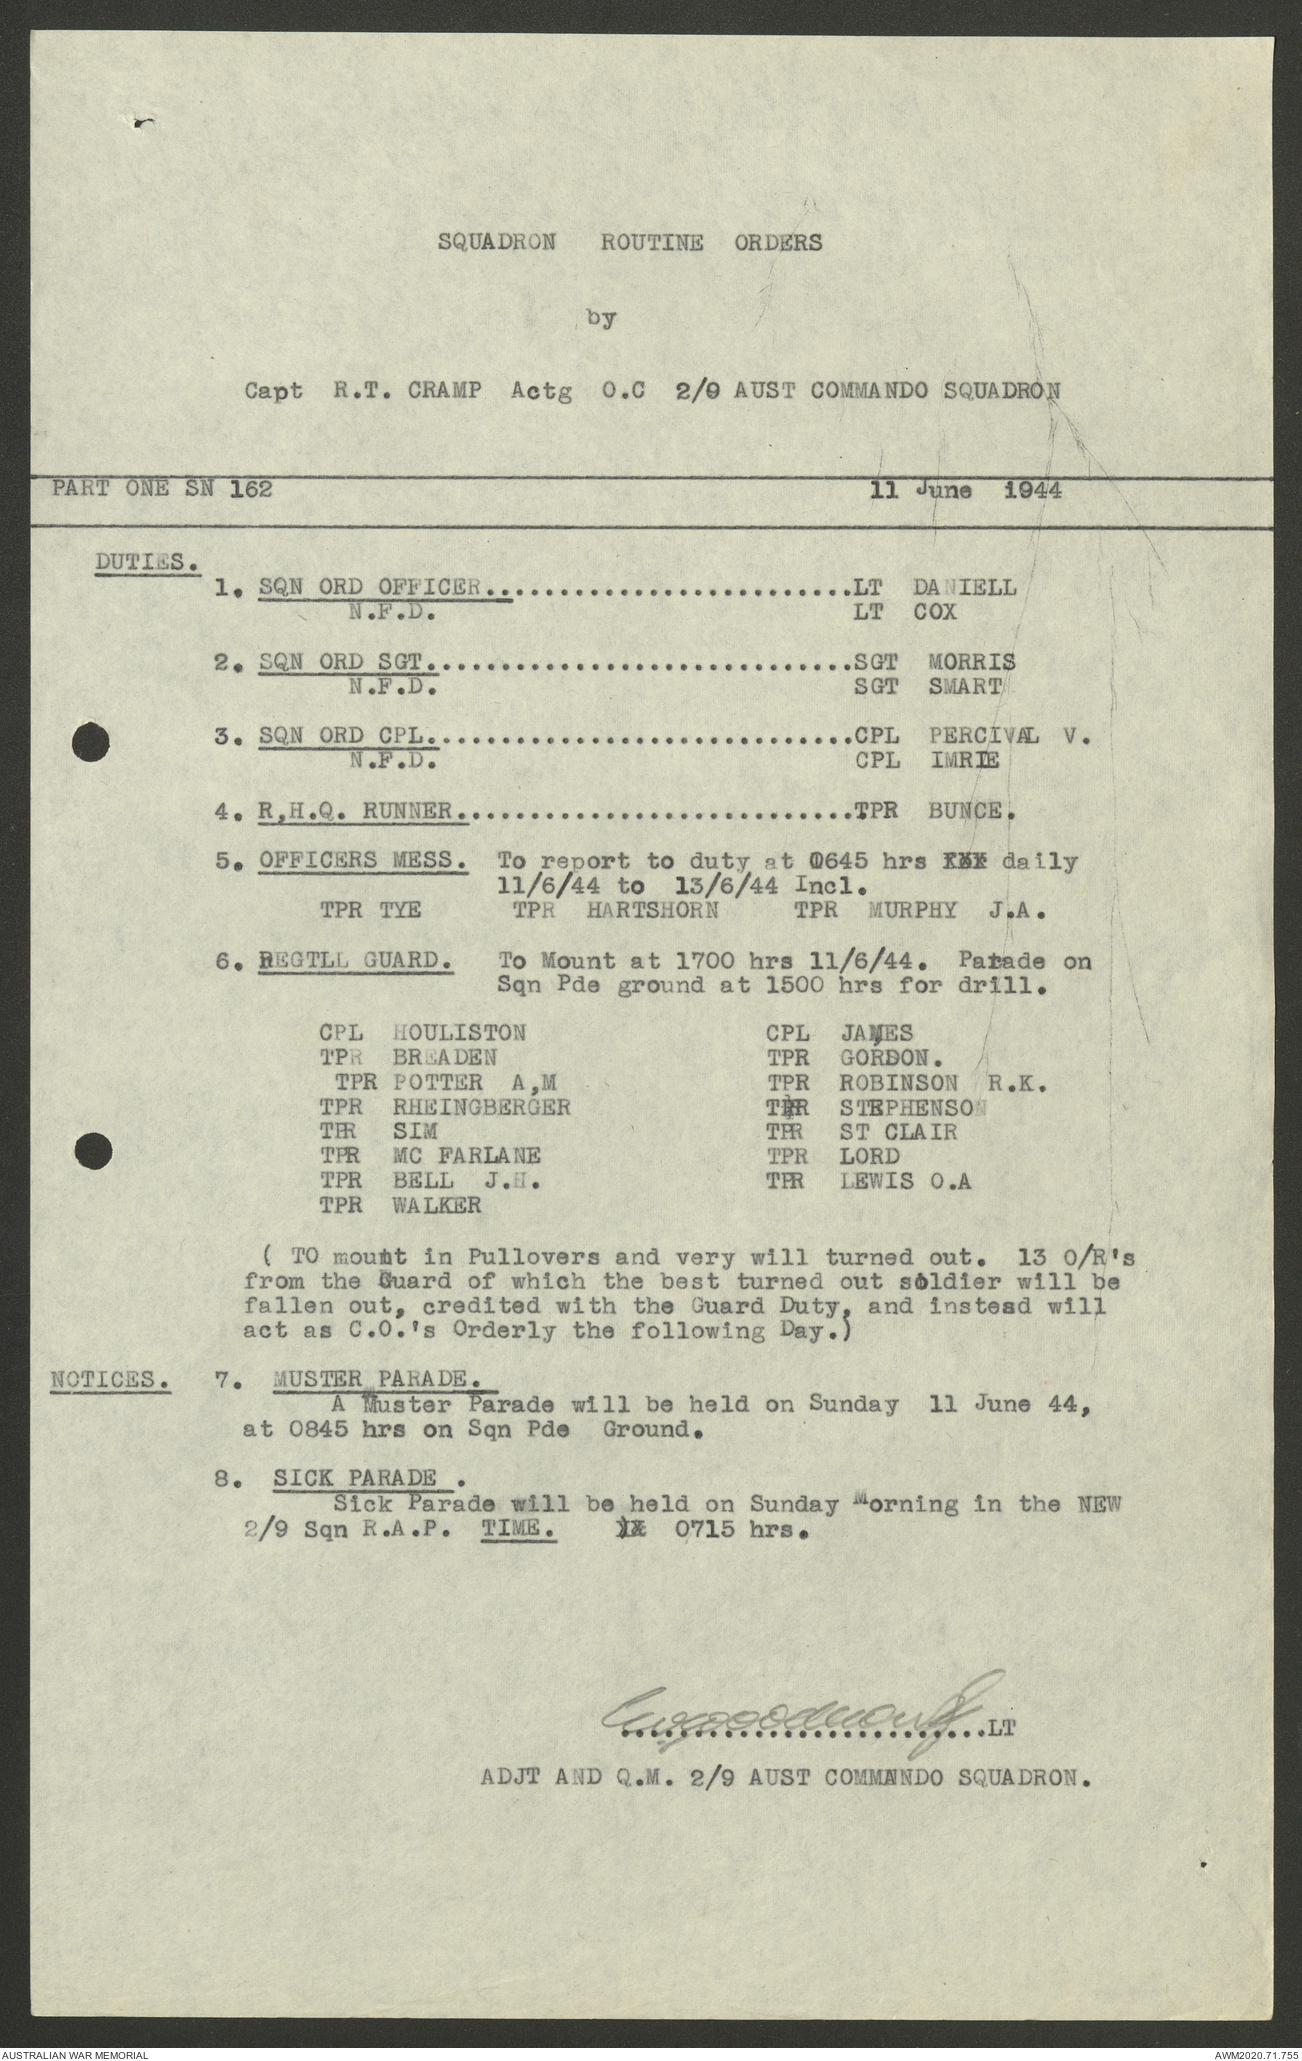 SQUADRON ROUTINE ORDERS
by
Capt R.T. CRAMP Actg O.C 2/9 AUST COMMANDO SQUADRON
PART ONE SN 162 11 June 1944
DUTIES.
1. SQN ORD OFFICER...........................LT DANIELL
N.F.D. LT COX
2. SQN ORD SGT.............................SGT MORRIS
N.F.D. SGT SMART
3. SQN ORD CPL.............................CPL PERCIVAL V.
N.F.D. CPL IMRIE
4. R,H.Q. RUNNER...........................TPR BUNCE.
5. OFFICERS MESS. To report to duty at 0645 hrs daily
11/6/44 to 13/6/44 Incl.
TPR TYE TPR HARTSHORN TPR MURPHY J.A.
6. REGTLL GUARD. To Mount at 1700 hrs 11/6/44. Parade on
Sqn Pde ground at 1500 hrs for drill.
CPL HOULISTON CPL JAMES
TPR BREADEN TPR GORDON.
TPR POTTER A,M TPR ROBINSON R.K.
TPR RHEINGBERGER TPR STEPHENSON
TPR SIM TPR ST CLAIR
TPR MC FARLANE TPR LORD
TPR BELL J.H. TPR LEWIS O.A
TPR WALKER
( TO mount in Pullovers and very will turned out. 13 O/R's
from the Guard of which the best turned out soldier will be
fallen out, credited with the Guard Duty, and instead will
act as C.O.'s Orderly the following Day.)
NOTICES. 7. MUSTER PARADE.
A Muster Parade will be held on Sunday 11 June 44,
at 0845 hrs on Sqn Pde Ground.
8. SICK PARADE .
Sick Parade will be held on Sunday Morning in the NEW
2/9 Sqn R.A.P. TIME. 0715 hrs.
.........................LT
ADJT AND Q.M. 2/9 AUST COMMANDO SQUADRON.
AUSTRALIAN WAR MEMORIAL AWM2020.71.755